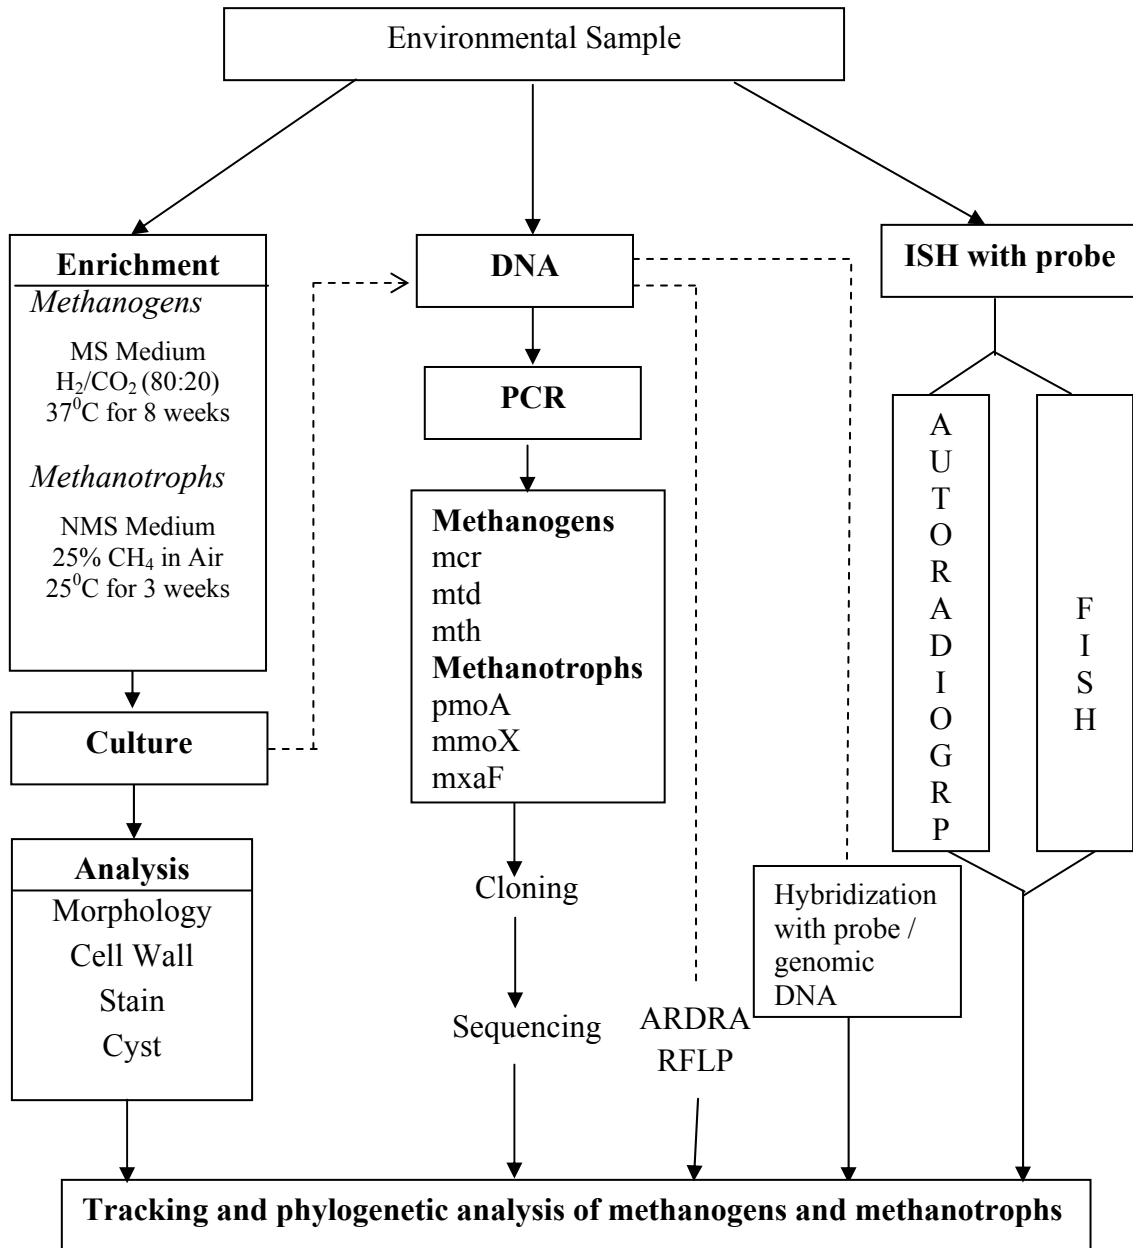 Environmental Sample
Enrichment
Methanogens
MS Medium
H₂/CO₂ (80:20)
37⁰C for 8 weeks
Methanotrophs
NMS Medium
25% CH₄ in Air
25⁰C for 3 weeks
Culture
Analysis
Morphology
Cell Wall
Stain
Cyst
DNA
PCR
Methanogens
mcr
mtd
mth
Methanotrophs
pmoA
mmoX
mxaF
Cloning
Sequencing
ARDRA
RFLP
Hybridization
with probe /
genomic
DNA
ISH with probe
A
U
T
O
R
A
D
I
O
G
R
P
F
I
S
H
Tracking and phylogenetic analysis of methanogens and methanotrophs